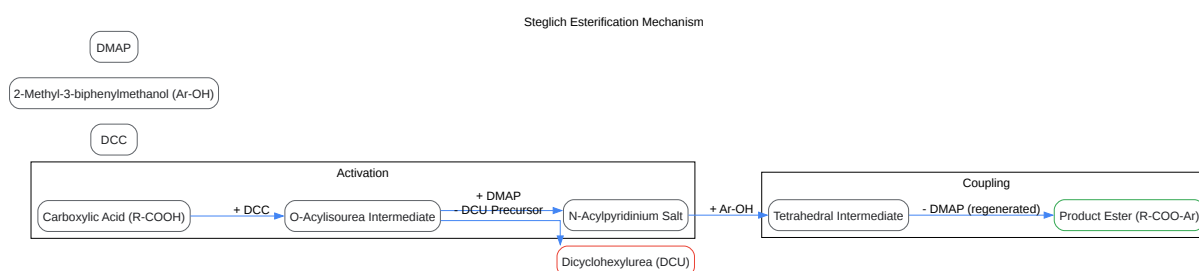 Steglich Esterification Mechanism
DMAP
2-Methyl-3-biphenylmethanol (Ar-OH)
DCC
Activation
Carboxylic Acid (R-COOH)
+ DCC
O-Acylisourea Intermediate
+ DMAP
- DCU Precursor
N-Acylpyridinium Salt
Dicyclohexylurea (DCU)
+ Ar-OH
Coupling
Tetrahedral Intermediate
- DMAP (regenerated)
Product Ester (R-COO-Ar)